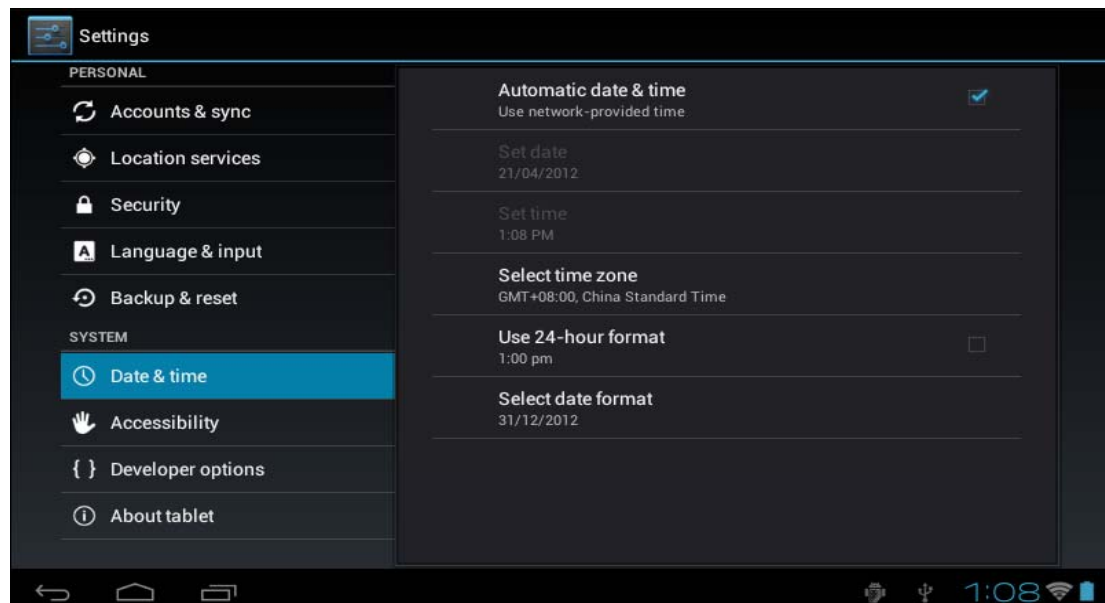 Settings
PERSONAL
Accounts & sync
Location services
Security
Language & input
Backup & reset
SYSTEM
Date & time
Accessibility
{ } Developer options
About tablet
Automatic date & time
Use network-provided time
Set date
21/04/2012
Set time
1:08 PM
Select time zone
GMT+08:00, China Standard Time
Use 24-hour format
1:00 pm
Select date format
31/12/2012
1:08